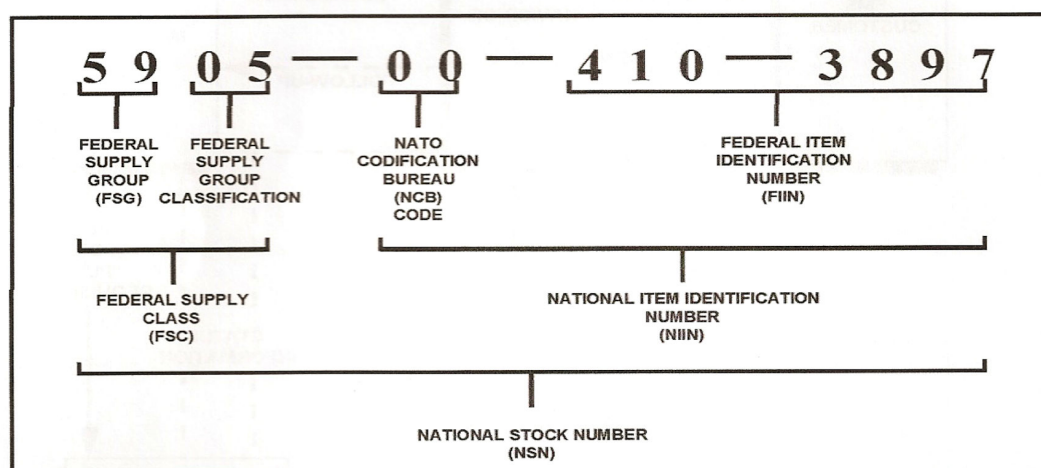 5 9 0 5 — 0 0 — 4 1 0 — 3 8 9 7
FEDERAL
SUPPLY
GROUP
(FSG)
FEDERAL
SUPPLY
GROUP
CLASSIFICATION
NATO
CODIFICATION
BUREAU
(NCB)
CODE
FEDERAL ITEM
IDENTIFICATION
NUMBER
(FIIN)
FEDERAL SUPPLY
CLASS
(FSC)
NATIONAL ITEM IDENTIFICATION
NUMBER
(NIIN)
NATIONAL STOCK NUMBER
(NSN)